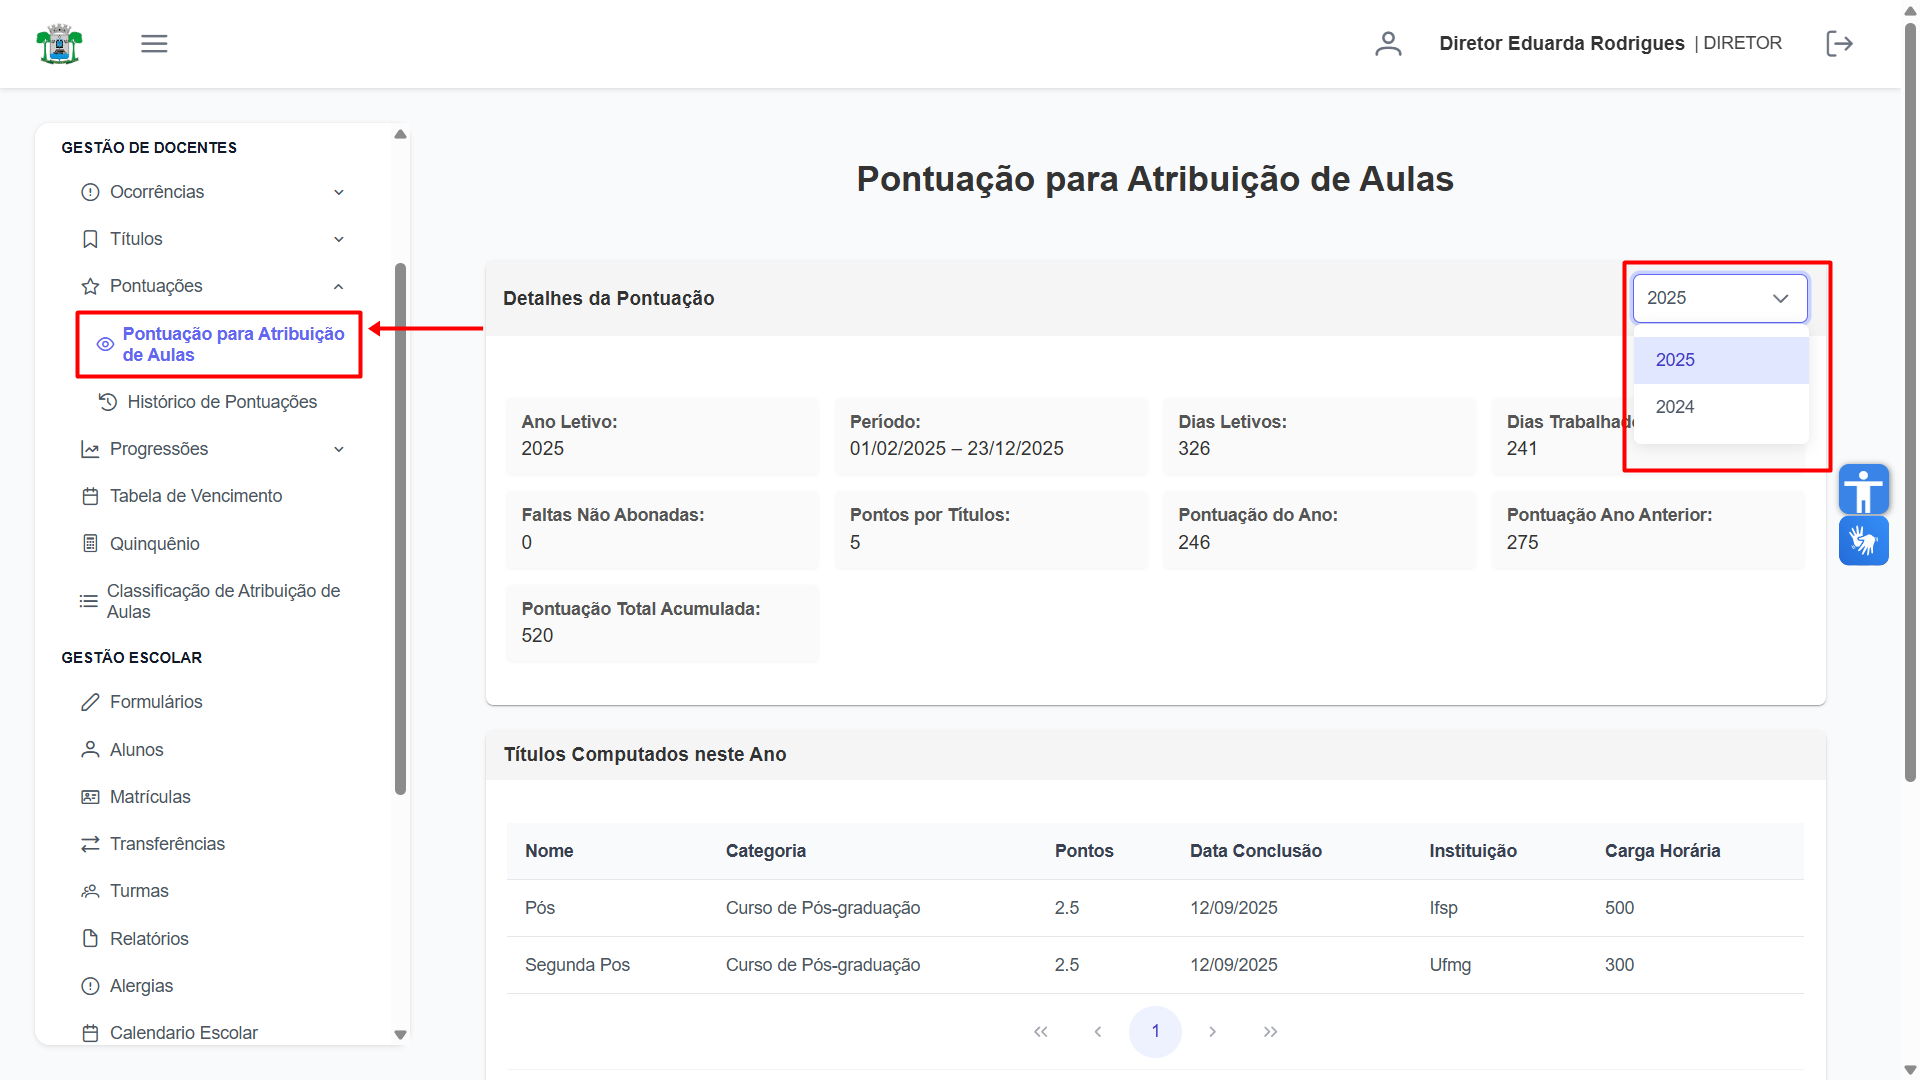 Diretor Eduarda Rodrigues | DIRETOR
GESTÃO DE DOCENTES
Ocorrências
Títulos
Pontuações
Pontuação para Atribuição
de Aulas
Histórico de Pontuações
Progressões
Tabela de Vencimento
Quinquênio
Classificação de Atribuição de
Aulas
GESTÃO ESCOLAR
Formulários
Alunos
Matrículas
Transferências
Turmas
Relatórios
Alergias
Calendario Escolar
Pontuação para Atribuição de Aulas
Detalhes da Pontuação
2025
2025
2024
Ano Letivo:
2025
Período:
01/02/2025 – 23/12/2025
Dias Letivos:
326
Dias Trabalhad
241
Faltas Não Abonadas:
0
Pontos por Títulos:
5
Pontuação do Ano:
246
Pontuação Ano Anterior:
275
Pontuação Total Acumulada:
520
Títulos Computados neste Ano
Nome Categoria Pontos Data Conclusão Instituição Carga Horária
Pós Curso de Pós-graduação 2.5 12/09/2025 Ifsp 500
Segunda Pos Curso de Pós-graduação 2.5 12/09/2025 Ufmg 300
1